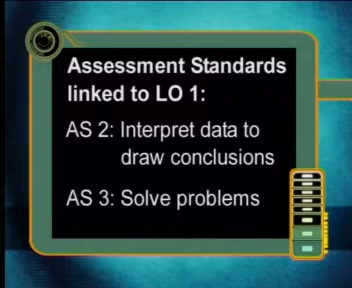 Assessment Standards
linked to LO 1:
AS 2: Interpret data to
draw conclusions
AS 3: Solve problems